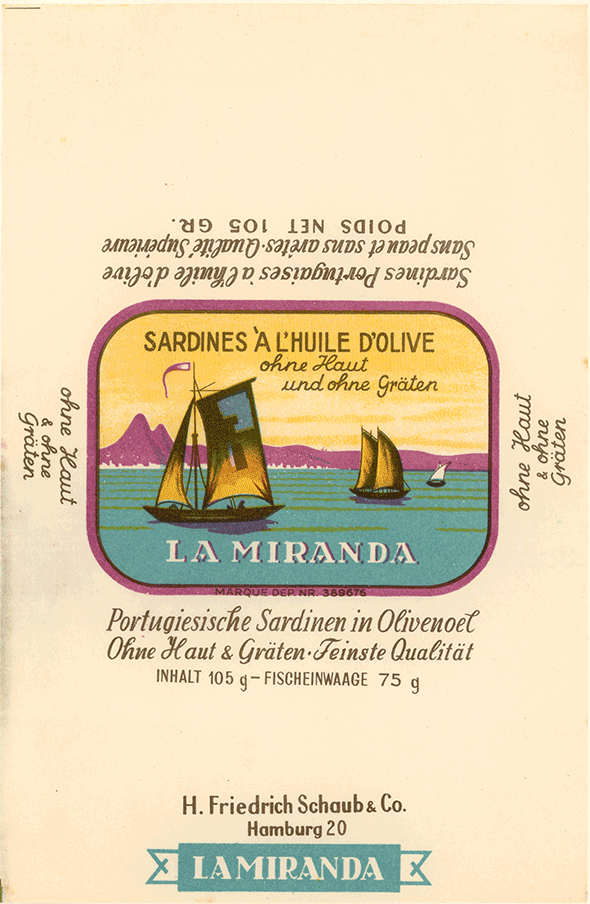 POIDS NET 105 GR.
Sans peau et sans arêtes·Qualité Supérieure
Sardines Portugaises à l'huile d'olive
SARDINES À L'HUILE D'OLIVE
ohne Haut
und ohne Gräten
ohne Haut
& ohne
Gräten
ohne Haut
& ohne
Gräten
LA MIRANDA
MARQUE DEP. NR. 389676
Portugiesische Sardinen in Olivenoel
Ohne Haut & Gräten·Feinste Qualität
INHALT 105 g – FISCHEINWAAGE 75 g
H. Friedrich Schaub & Co.
Hamburg 20
LA MIRANDA